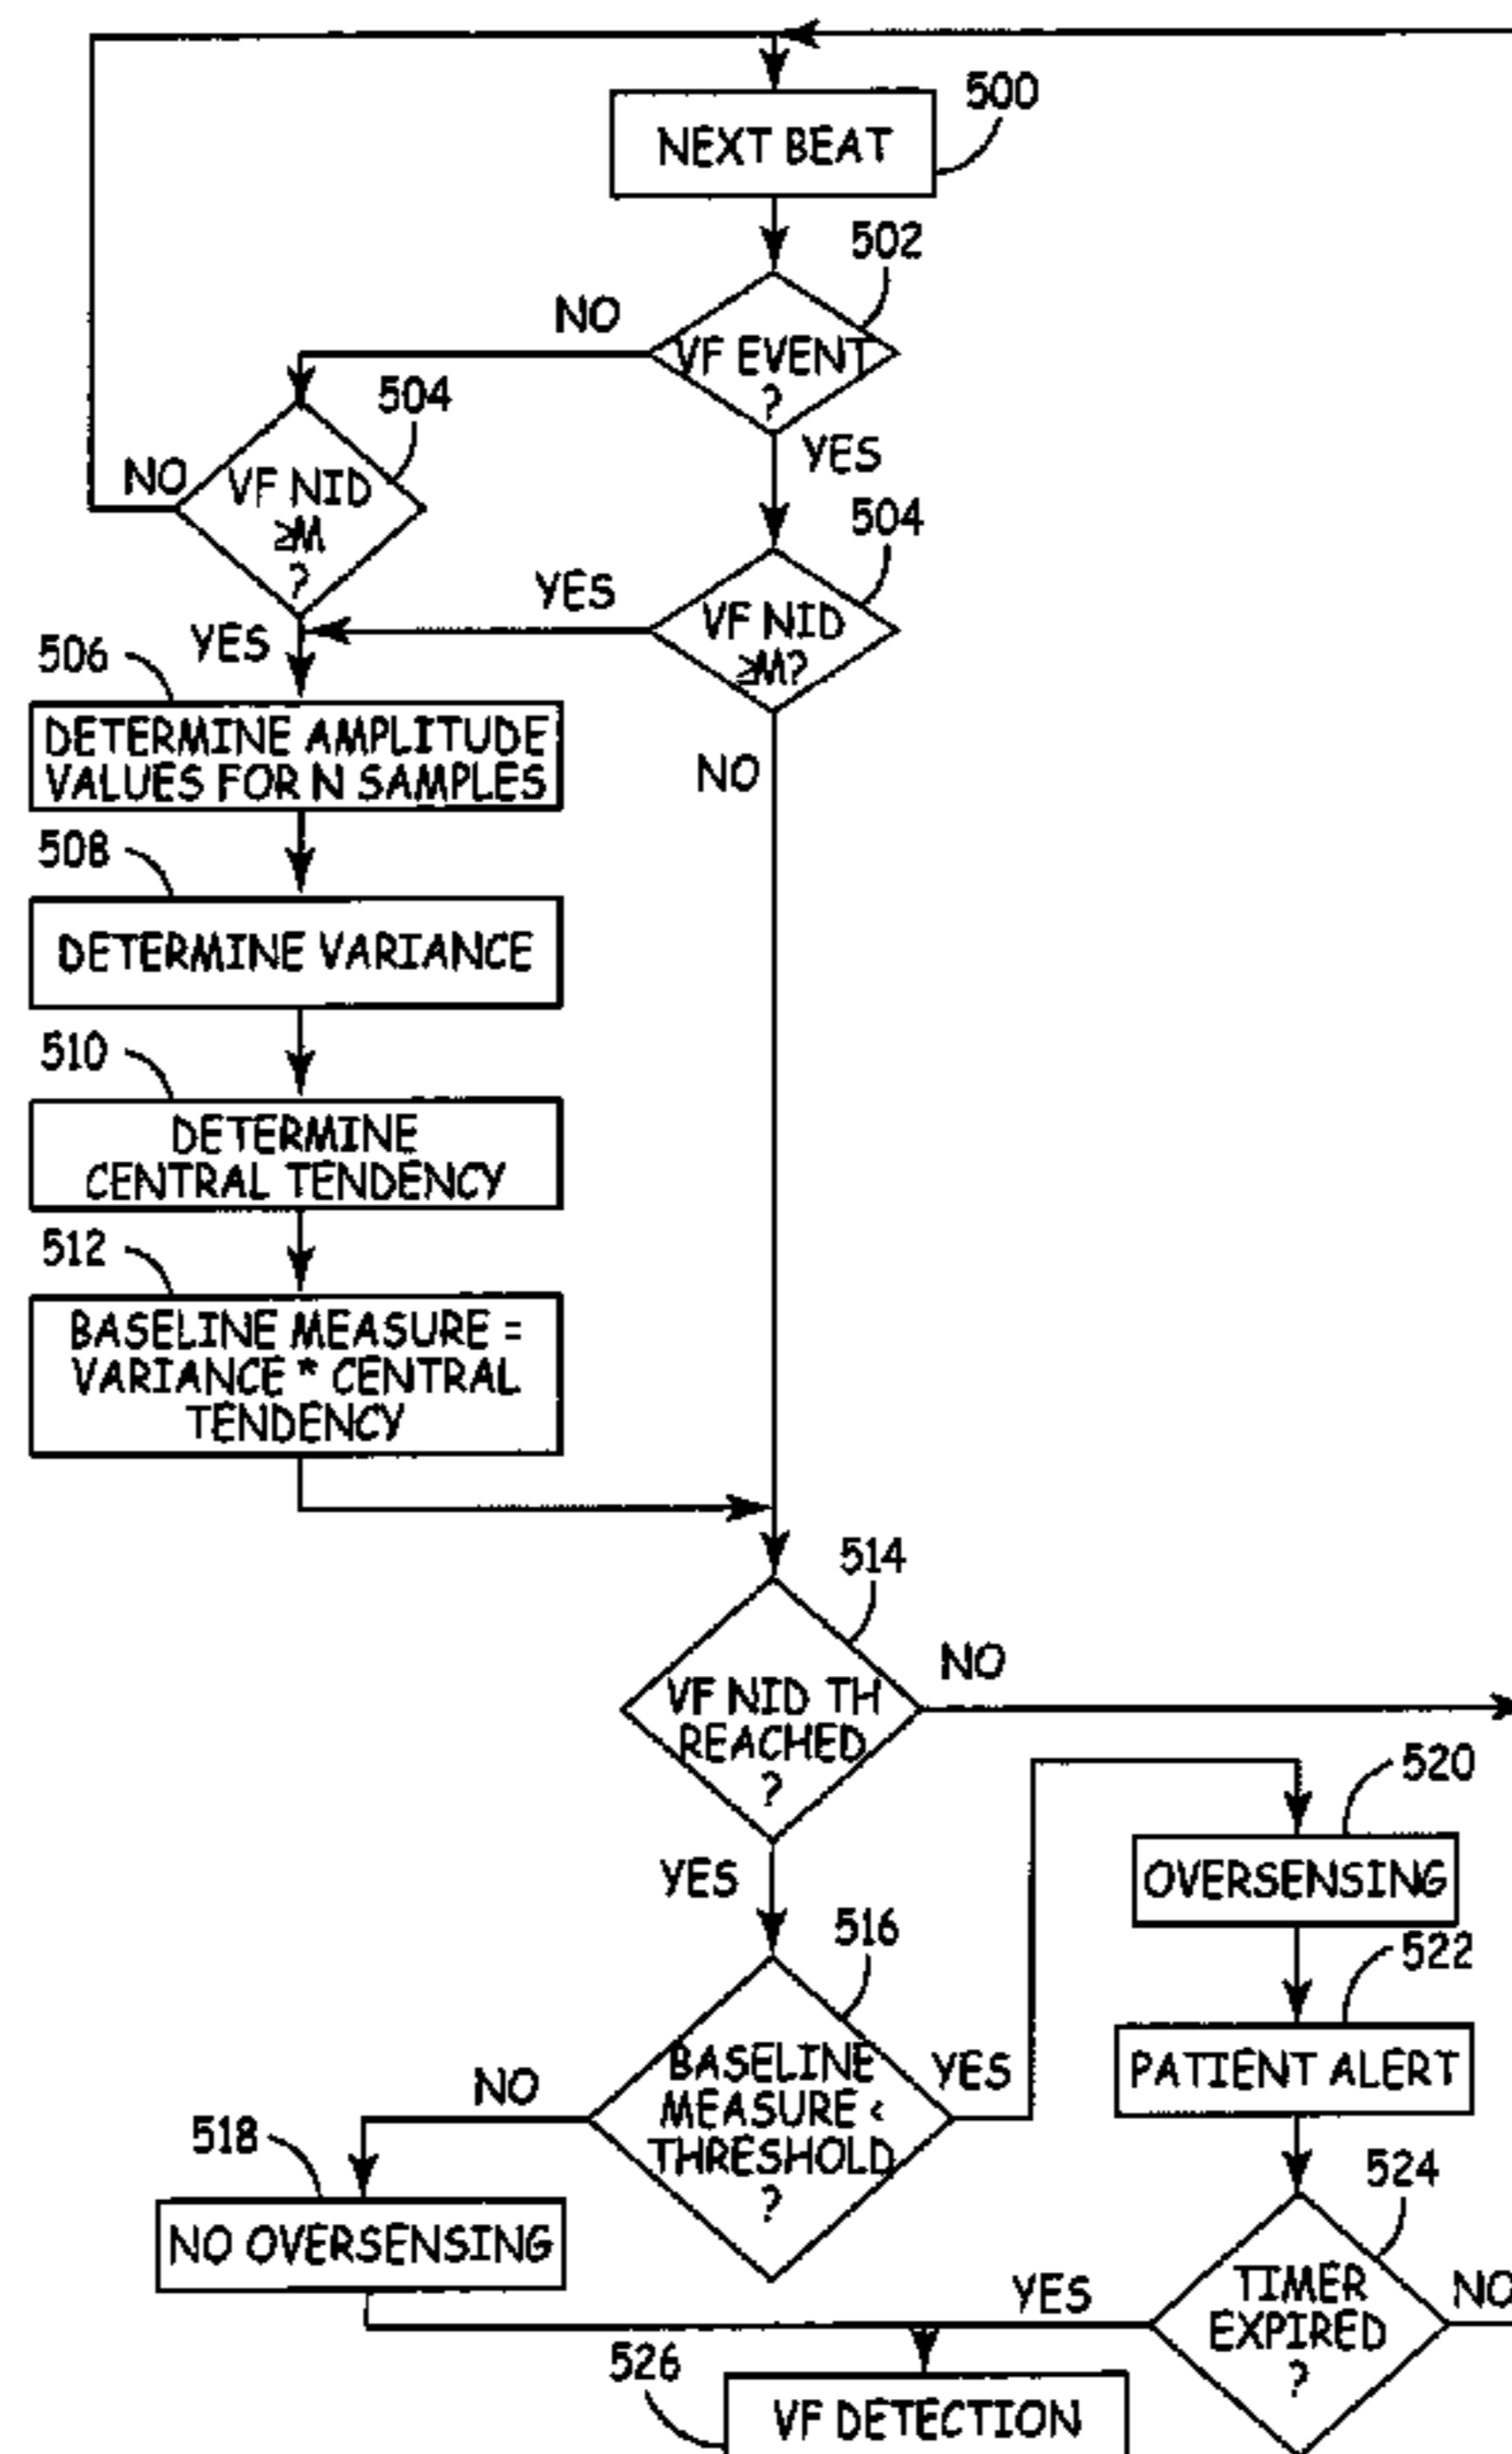 500
NEXT BEAT
502
NO
VF EVENT
?
504
YES
NO
VF NID
≥M
?
504
YES
VF NID
≥M?
YES
506
DETERMINE AMPLITUDE
VALUES FOR N SAMPLES
NO
508
DETERMINE VARIANCE
510
DETERMINE
CENTRAL TENDENCY
512
BASELINE MEASURE =
VARIANCE * CENTRAL
TENDENCY
514
NO
VF NID TH
REACHED
?
520
YES
OVERSENSING
516
522
BASELINE
MEASURE <
THRESHOLD
?
NO
YES
PATIENT ALERT
518
524
NO OVERSENSING
YES
TIMER
EXPIRED
?
NO
526
VF DETECTION